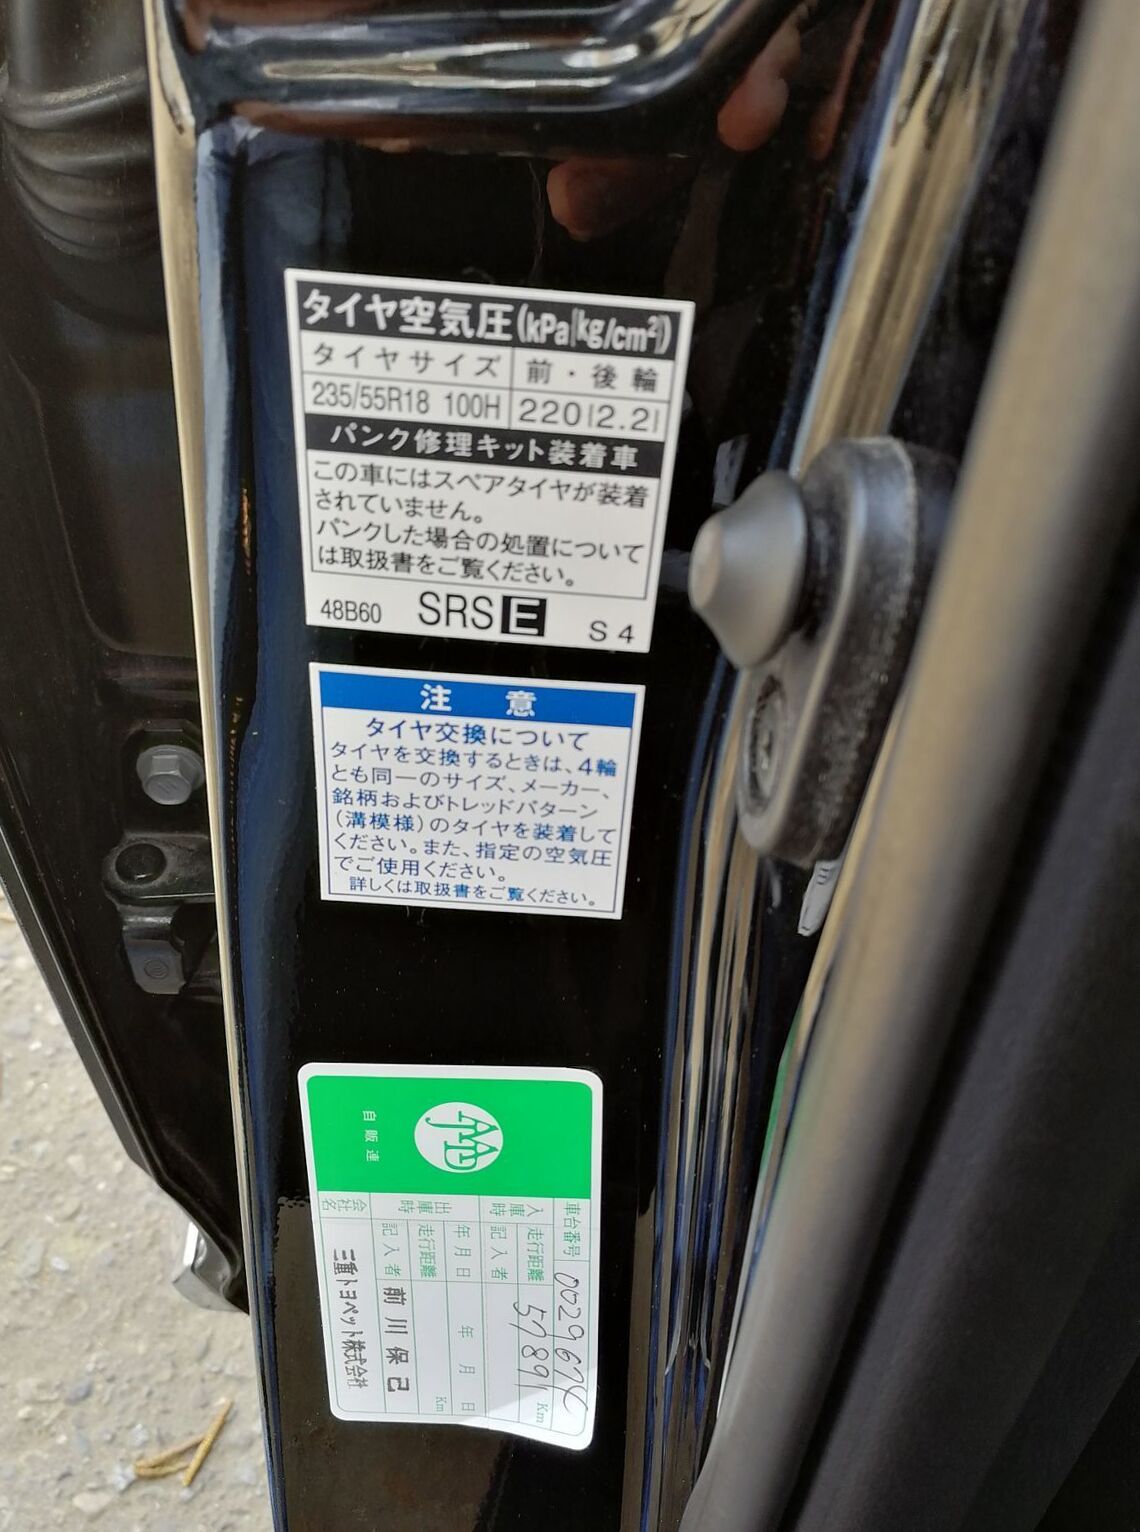 タイヤ空気圧(kPa{kg/cm²})
タイヤサイズ 前・後輪
235/55R18 100H 220{2.2}
パンク修理キット装着車
この車にはスペアタイヤが装着
されていません。
パンクした場合の処置について
は取扱書をご覧ください。
48B60 SRS E S4
注意
タイヤ交換について
タイヤを交換するときは、4輪
とも同一のサイズ、メーカー、
銘柄およびトレッドパターン
(溝模様)のタイヤを装着して
ください。また、指定の空気圧
でご使用ください。
詳しくは取扱書をご覧ください。
JADA
自販連
車台番号
入庫時 走行距離 Km
記入者
出庫時 年月日 年 月 日
走行距離 Km
記入者 前川保己
会社名 三重トヨペット株式会社